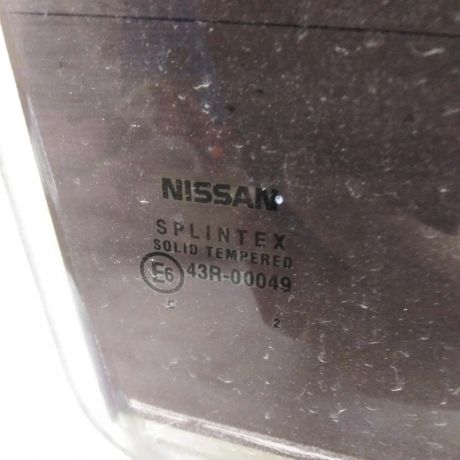 NISSAN
SPLINTEX
SOLID TEMPERED
E6 43R-00049
C 2